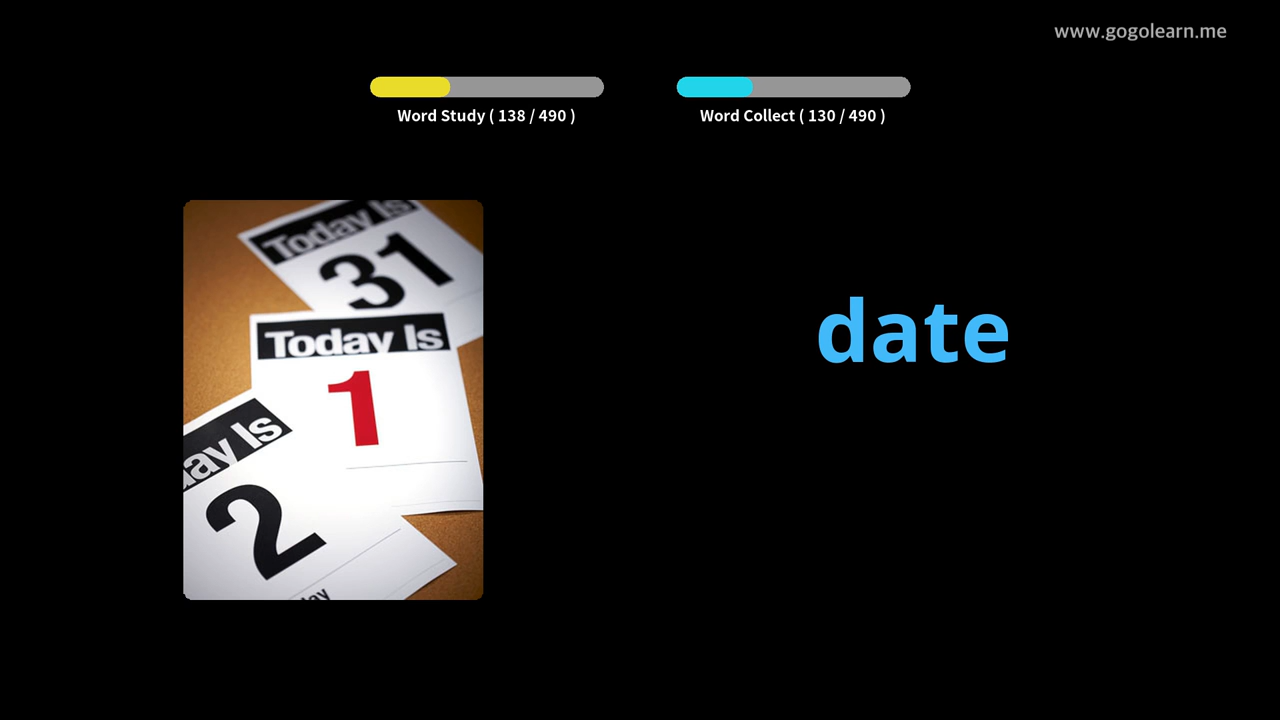 www.gogolearn.me
Word Study ( 138 / 490 )
Word Collect ( 130 / 490 )
Today Is
31
Today Is
1
day Is
2
date